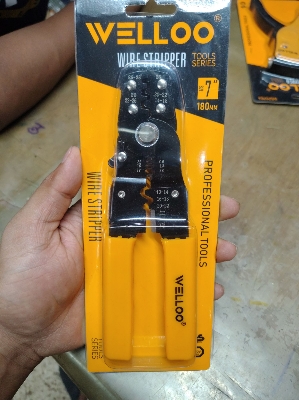 WELLOO
WIRE STRIPPER
TOOLS
SERIES
7"
180MM
PROFESSIONAL TOOLS
WIRE STRIPPER
WELLOO
TOOLS
SERIES